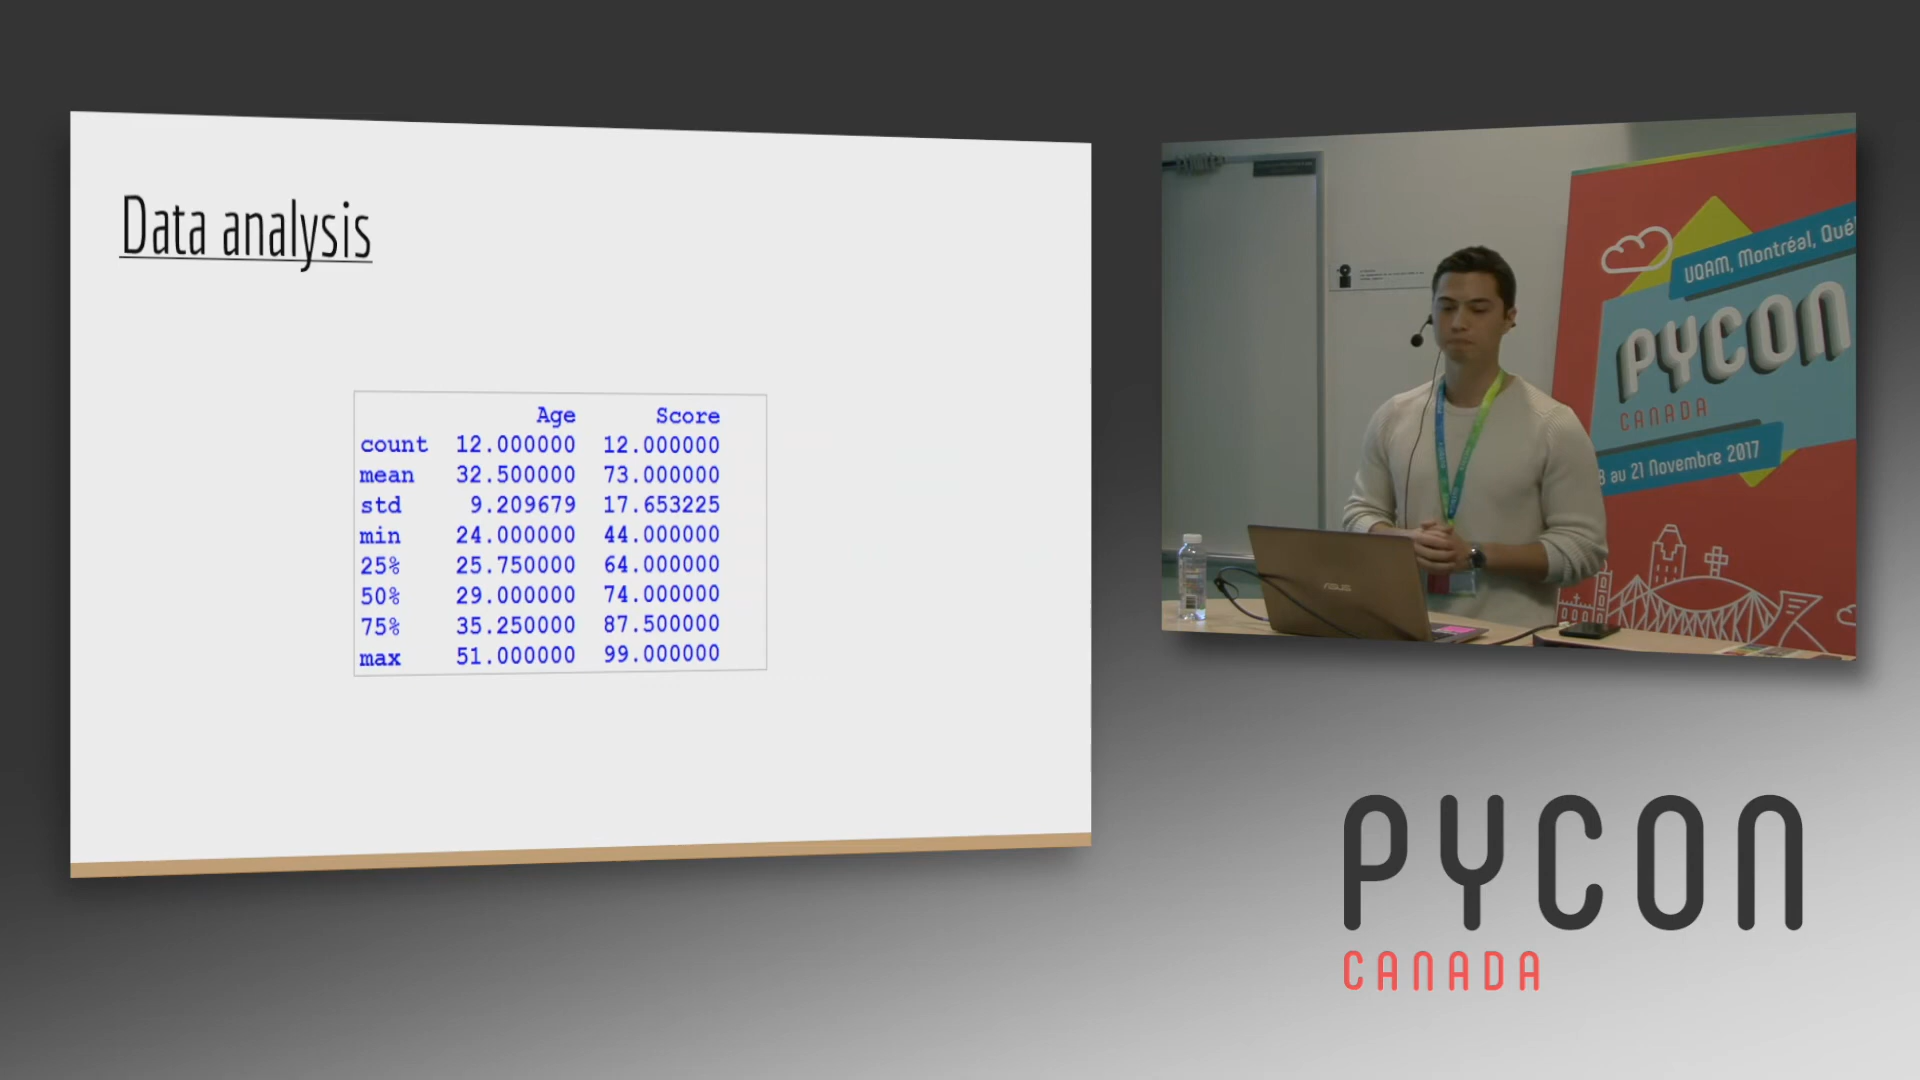 Data analysis
Age Score
count 12.000000 12.000000
mean 32.500000 73.000000
std 9.209679 17.653225
min 24.000000 44.000000
25% 25.750000 64.000000
50% 29.000000 74.000000
75% 35.250000 87.500000
max 51.000000 99.000000
UQAM, Montréal, Qué
PYCON
CANADA
8 au 21 Novembre 2017
ASUS
PYCON
CANADA